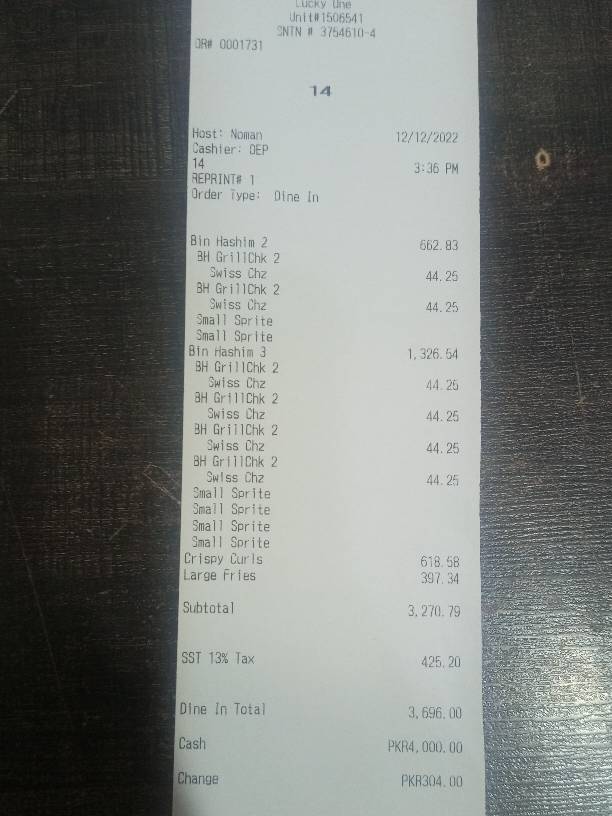 Lucky One
Unit#1506541
SNTN # 3754610-4
OR# 0001731
14
Host: Noman 12/12/2022
Cashier: DEP
14 3:36 PM
REPRINT# 1
Order Type: Dine In
Bin Hashim 2 662.83
BH GrillChk 2
Swiss Chz 44.25
BH GrillChk 2
Swiss Chz 44.25
Small Sprite
Small Sprite
Bin Hashim 3 1,326.54
BH GrillChk 2
Swiss Chz 44.25
BH GrillChk 2
Swiss Chz 44.25
BH GrillChk 2
Swiss Chz 44.25
BH GrillChk 2
Swiss Chz 44.25
Small Sprite
Small Sprite
Small Sprite
Small Sprite
Crispy Curls 618.58
Large Fries 397.34
Subtotal 3,270.79
SST 13% Tax 425.20
Dine In Total 3,696.00
Cash PKR4,000.00
Change PKR304.00